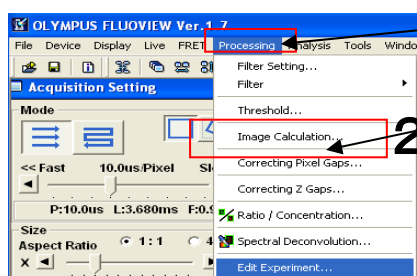 OLYMPUS FLUOVIEW Ver.1.7
File Device Display Live FRET Processing Analysis Tools Windo
Filter Setting...
Acquisition Setting
Filter
Mode
Threshold...
Image Calculation...
2
<< Fast 10.0us/Pixel Sl
Correcting Pixel Gaps...
Correcting Z Gaps...
P:10.0us L:3.680ms F:0.9
Ratio / Concentration...
Size
Aspect Ratio 1:1 4
Spectral Deconvolution...
X
Edit Experiment...